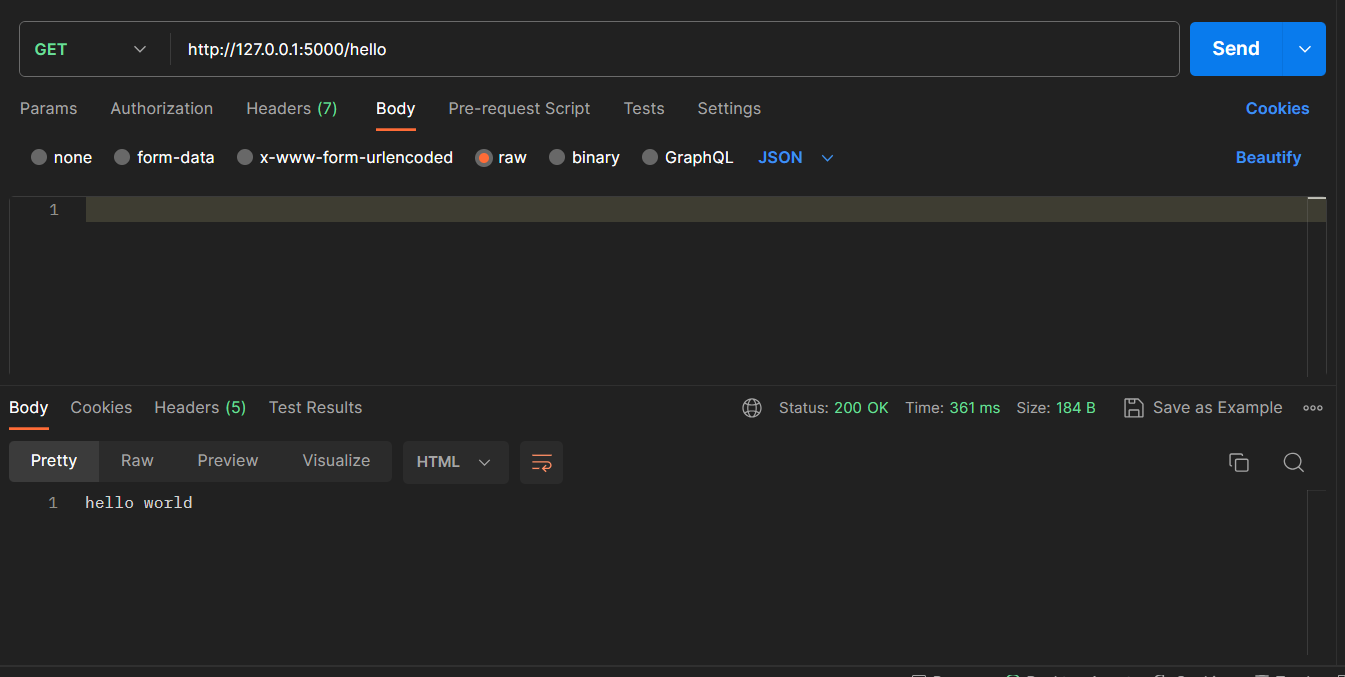 GET http://127.0.0.1:5000/hello Send
Params Authorization Headers (7) Body Pre-request Script Tests Settings Cookies
none form-data x-www-form-urlencoded raw binary GraphQL JSON Beautify
1
Body Cookies Headers (5) Test Results Status: 200 OK Time: 361 ms Size: 184 B Save as Example
Pretty Raw Preview Visualize HTML
1 hello world